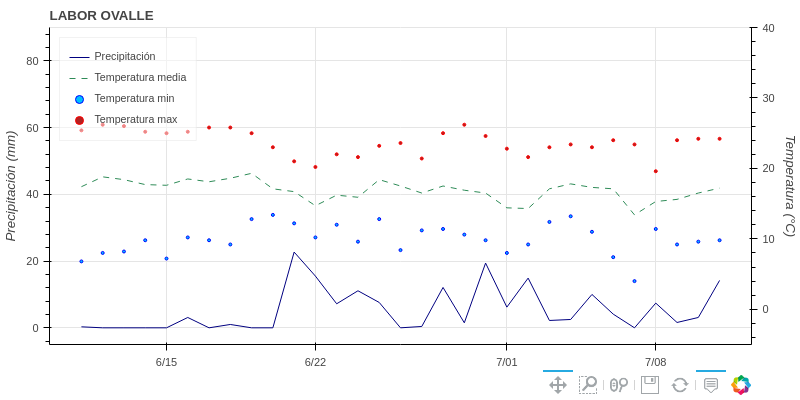 LABOR OVALLE
Precipitación
Temperatura media
Temperatura min
Temperatura max
Precipitación (mm)
80
60
40
20
0
Temperatura (°C)
40
30
20
10
0
6/15
6/22
7/01
7/08